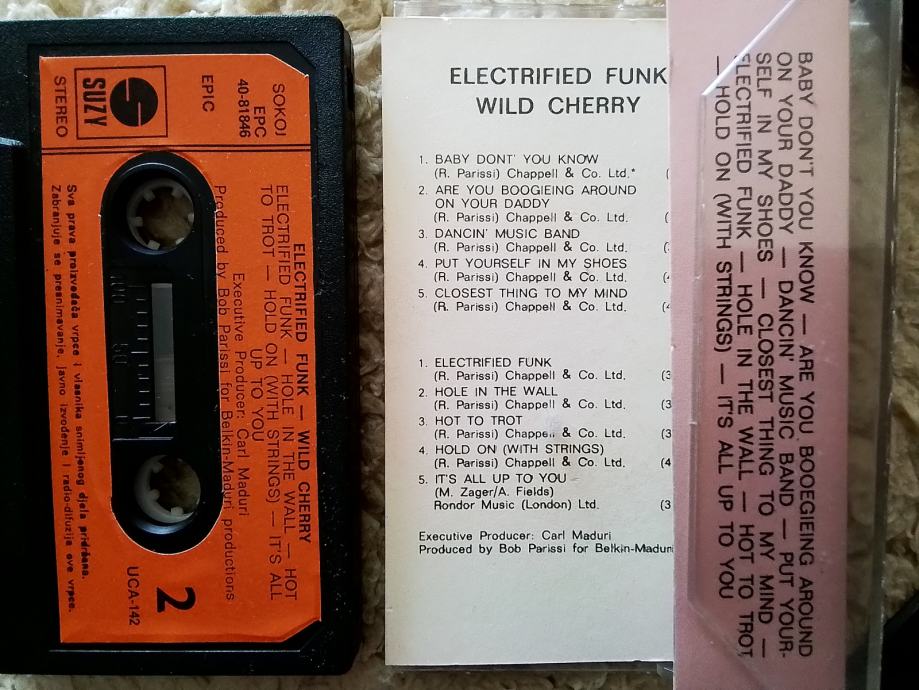 SOKOJ
EPC
40-81846
EPIC
SUZY
STEREO
ELECTRIFIED FUNK — WILD CHERRY
ELECTRIFIED FUNK — HOLE IN THE WALL — HOT
TO TROT — HOLD ON (WITH STRINGS) — IT'S ALL
UP TO YOU
Executive Producer: Carl Maduri
Produced by Bob Parissi for Belkin-Maduri productions
100
50
2
UCA-142
Sva prava proizvođača vrpce i vlasnika snimljenog djela pridržana.
Zabranjuje se presnimavanje, javno izvođenje i radio-difuzija ove vrpce.
ELECTRIFIED FUNK
WILD CHERRY
1. BABY DONT' YOU KNOW
(R. Parissi) Chappell & Co. Ltd.* (
2. ARE YOU BOOGIEING AROUND
ON YOUR DADDY
(R. Parissi) Chappell & Co. Ltd. (
3. DANCIN' MUSIC BAND
(R. Parissi) Chappell & Co. Ltd. (
4. PUT YOURSELF IN MY SHOES
(R. Parissi) Chappell & Co. Ltd. (4
5. CLOSEST THING TO MY MIND
(R. Parissi) Chappell & Co. Ltd. (4
1. ELECTRIFIED FUNK
(R. Parissi) Chappell & Co. Ltd. (3
2. HOLE IN THE WALL
(R. Parissi) Chappell & Co. Ltd. (3
3. HOT TO TROT
(R. Parissi) Chappell & Co. Ltd. (3
4. HOLD ON (WITH STRINGS)
(R. Parissi) Chappell & Co. Ltd. (4
5. IT'S ALL UP TO YOU
(M. Zager/A. Fields)
Rondor Music (London) Ltd. (3
Executive Producer: Carl Maduri
Produced by Bob Parissi for Belkin-Maduri
BABY DON'T YOU KNOW — ARE YOU BOOEGIEING AROUND
ON YOUR DADDY — DANCIN' MUSIC BAND — PUT YOUR-
SELF IN MY SHOES — CLOSEST THING TO MY MIND —
ELECTRIFIED FUNK — HOLE IN THE WALL — HOT TO TROT
— HOLD ON (WITH STRINGS) — IT'S ALL UP TO YOU